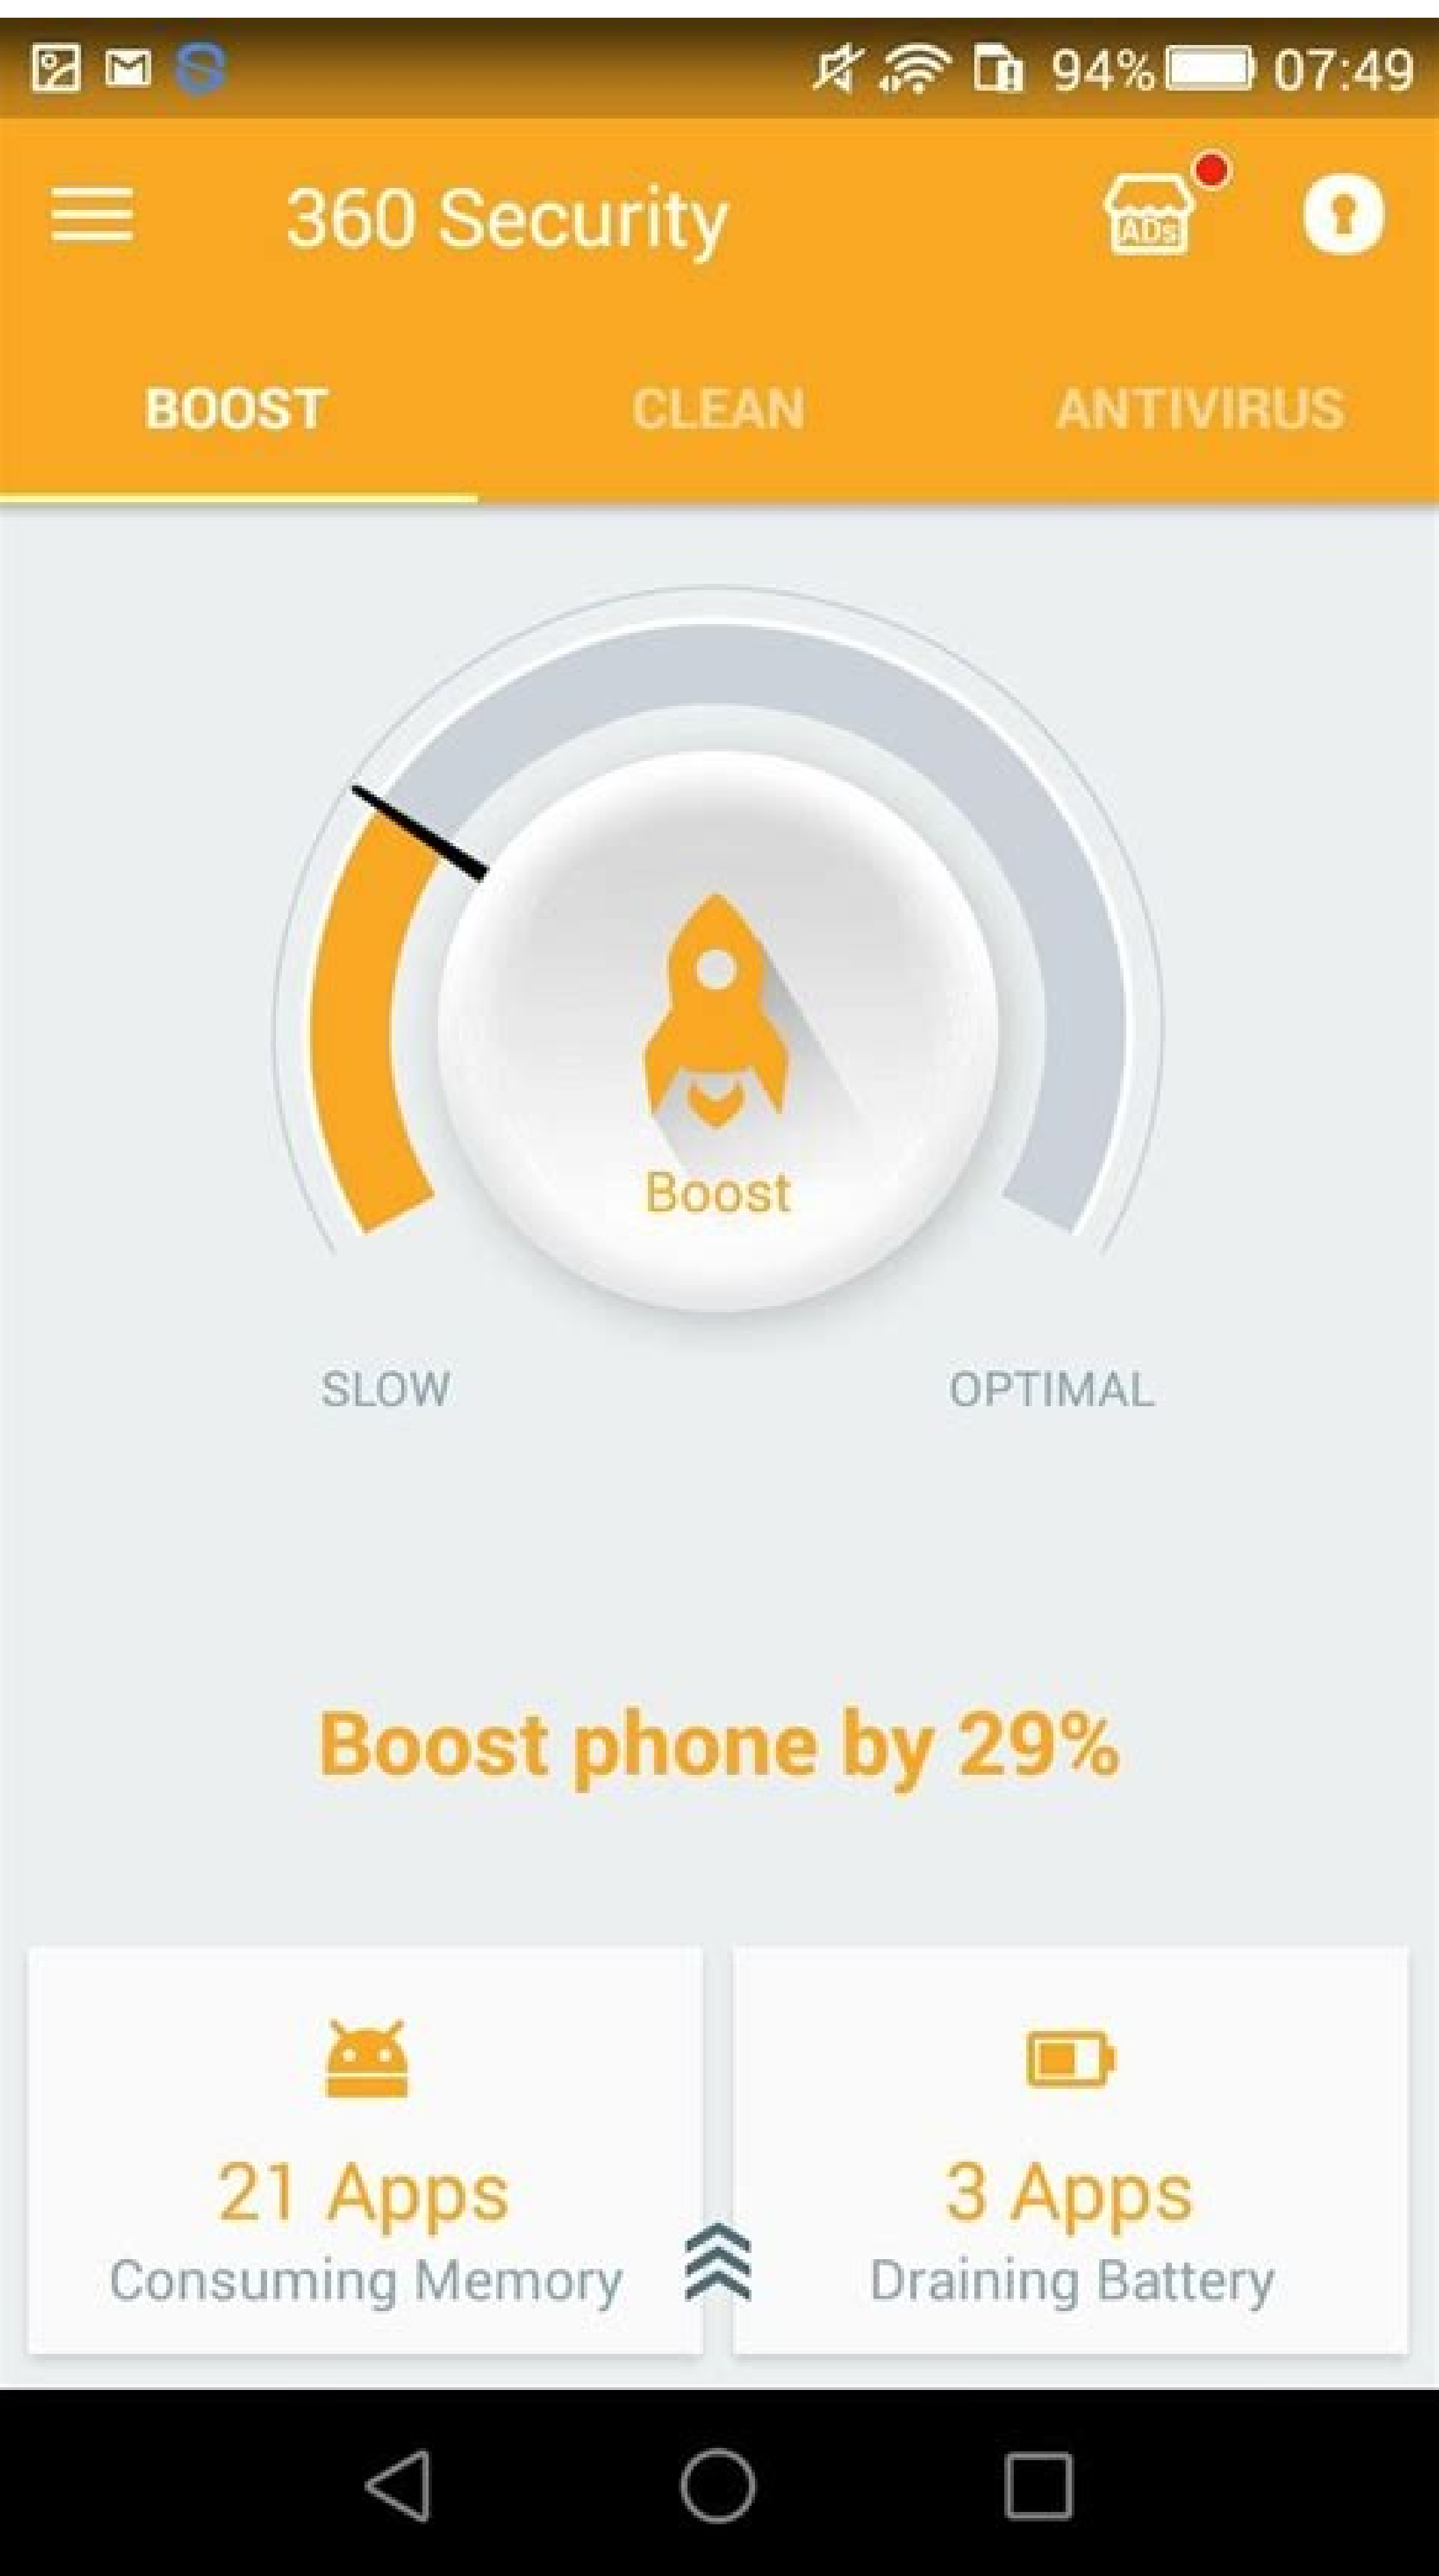 94% 07:49
360 Security
ADs
BOOST CLEAN ANTIVIRUS
Boost
SLOW OPTIMAL
Boost phone by 29%
21 Apps
Consuming Memory
3 Apps
Draining Battery